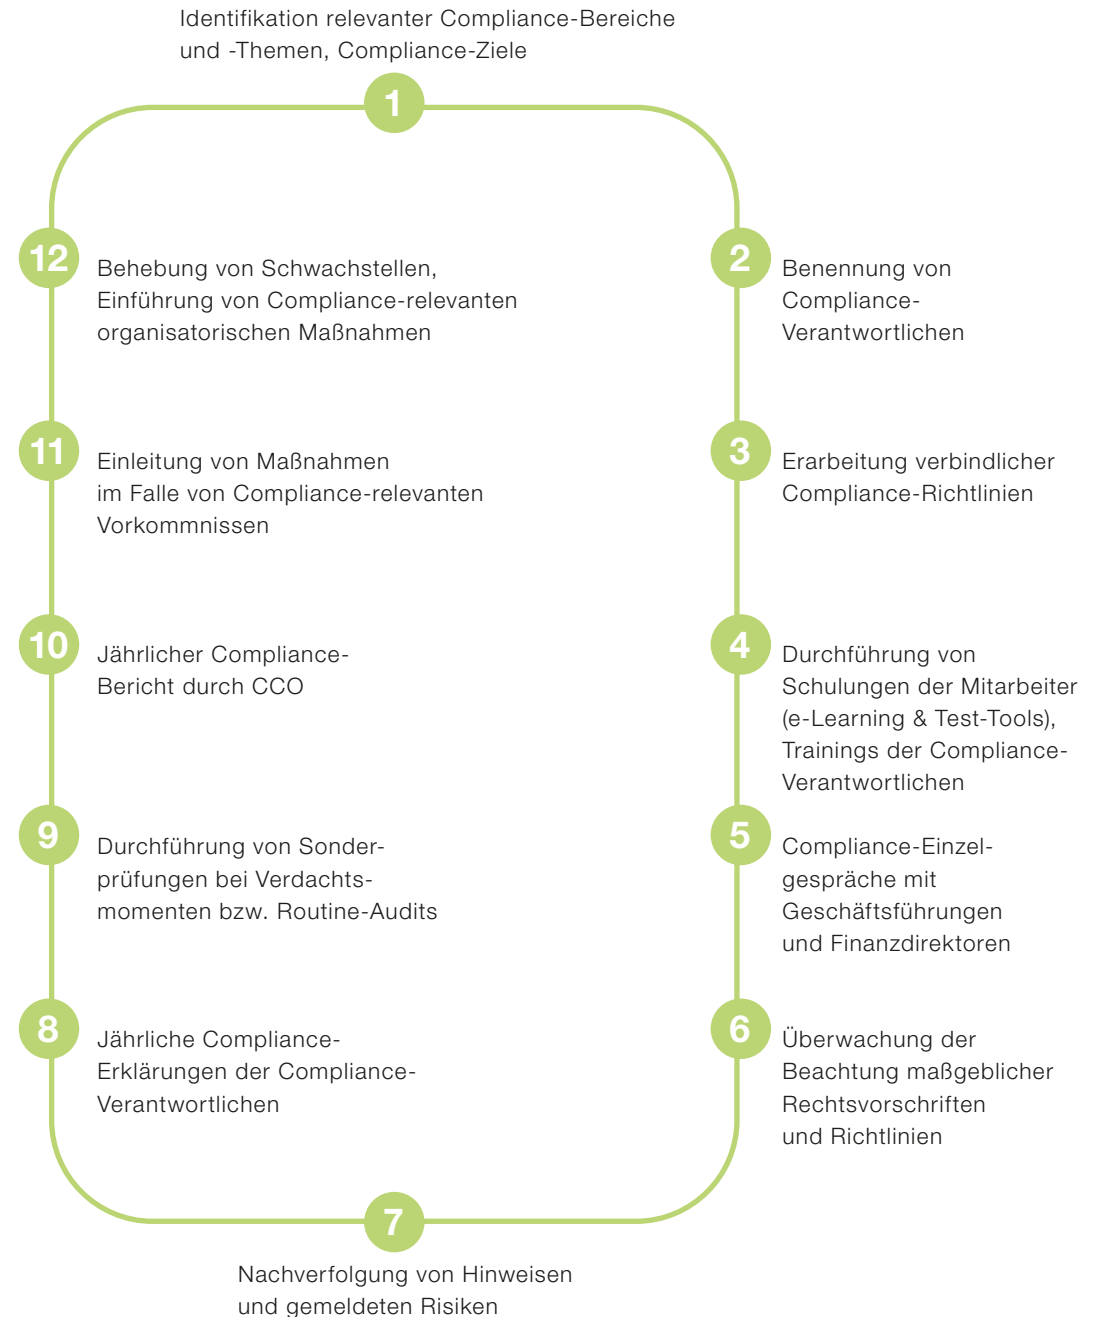 Identifikation relevanter Compliance-Bereiche
und -Themen, Compliance-Ziele
1
2
Benennung von
Compliance-
Verantwortlichen
3
Erarbeitung verbindlicher
Compliance-Richtlinien
4
Durchführung von
Schulungen der Mitarbeiter
(e-Learning & Test-Tools),
Trainings der Compliance-
Verantwortlichen
5
Compliance-Einzel-
gespräche mit
Geschäftsführungen
und Finanzdirektoren
6
Überwachung der
Beachtung maßgeblicher
Rechtsvorschriften
und Richtlinien
7
Nachverfolgung von Hinweisen
und gemeldeten Risiken
8
Jährliche Compliance-
Erklärungen der Compliance-
Verantwortlichen
9
Durchführung von Sonder-
prüfungen bei Verdachts-
momenten bzw. Routine-Audits
10
Jährlicher Compliance-
Bericht durch CCO
11
Einleitung von Maßnahmen
im Falle von Compliance-relevanten
Vorkommnissen
12
Behebung von Schwachstellen,
Einführung von Compliance-relevanten
organisatorischen Maßnahmen